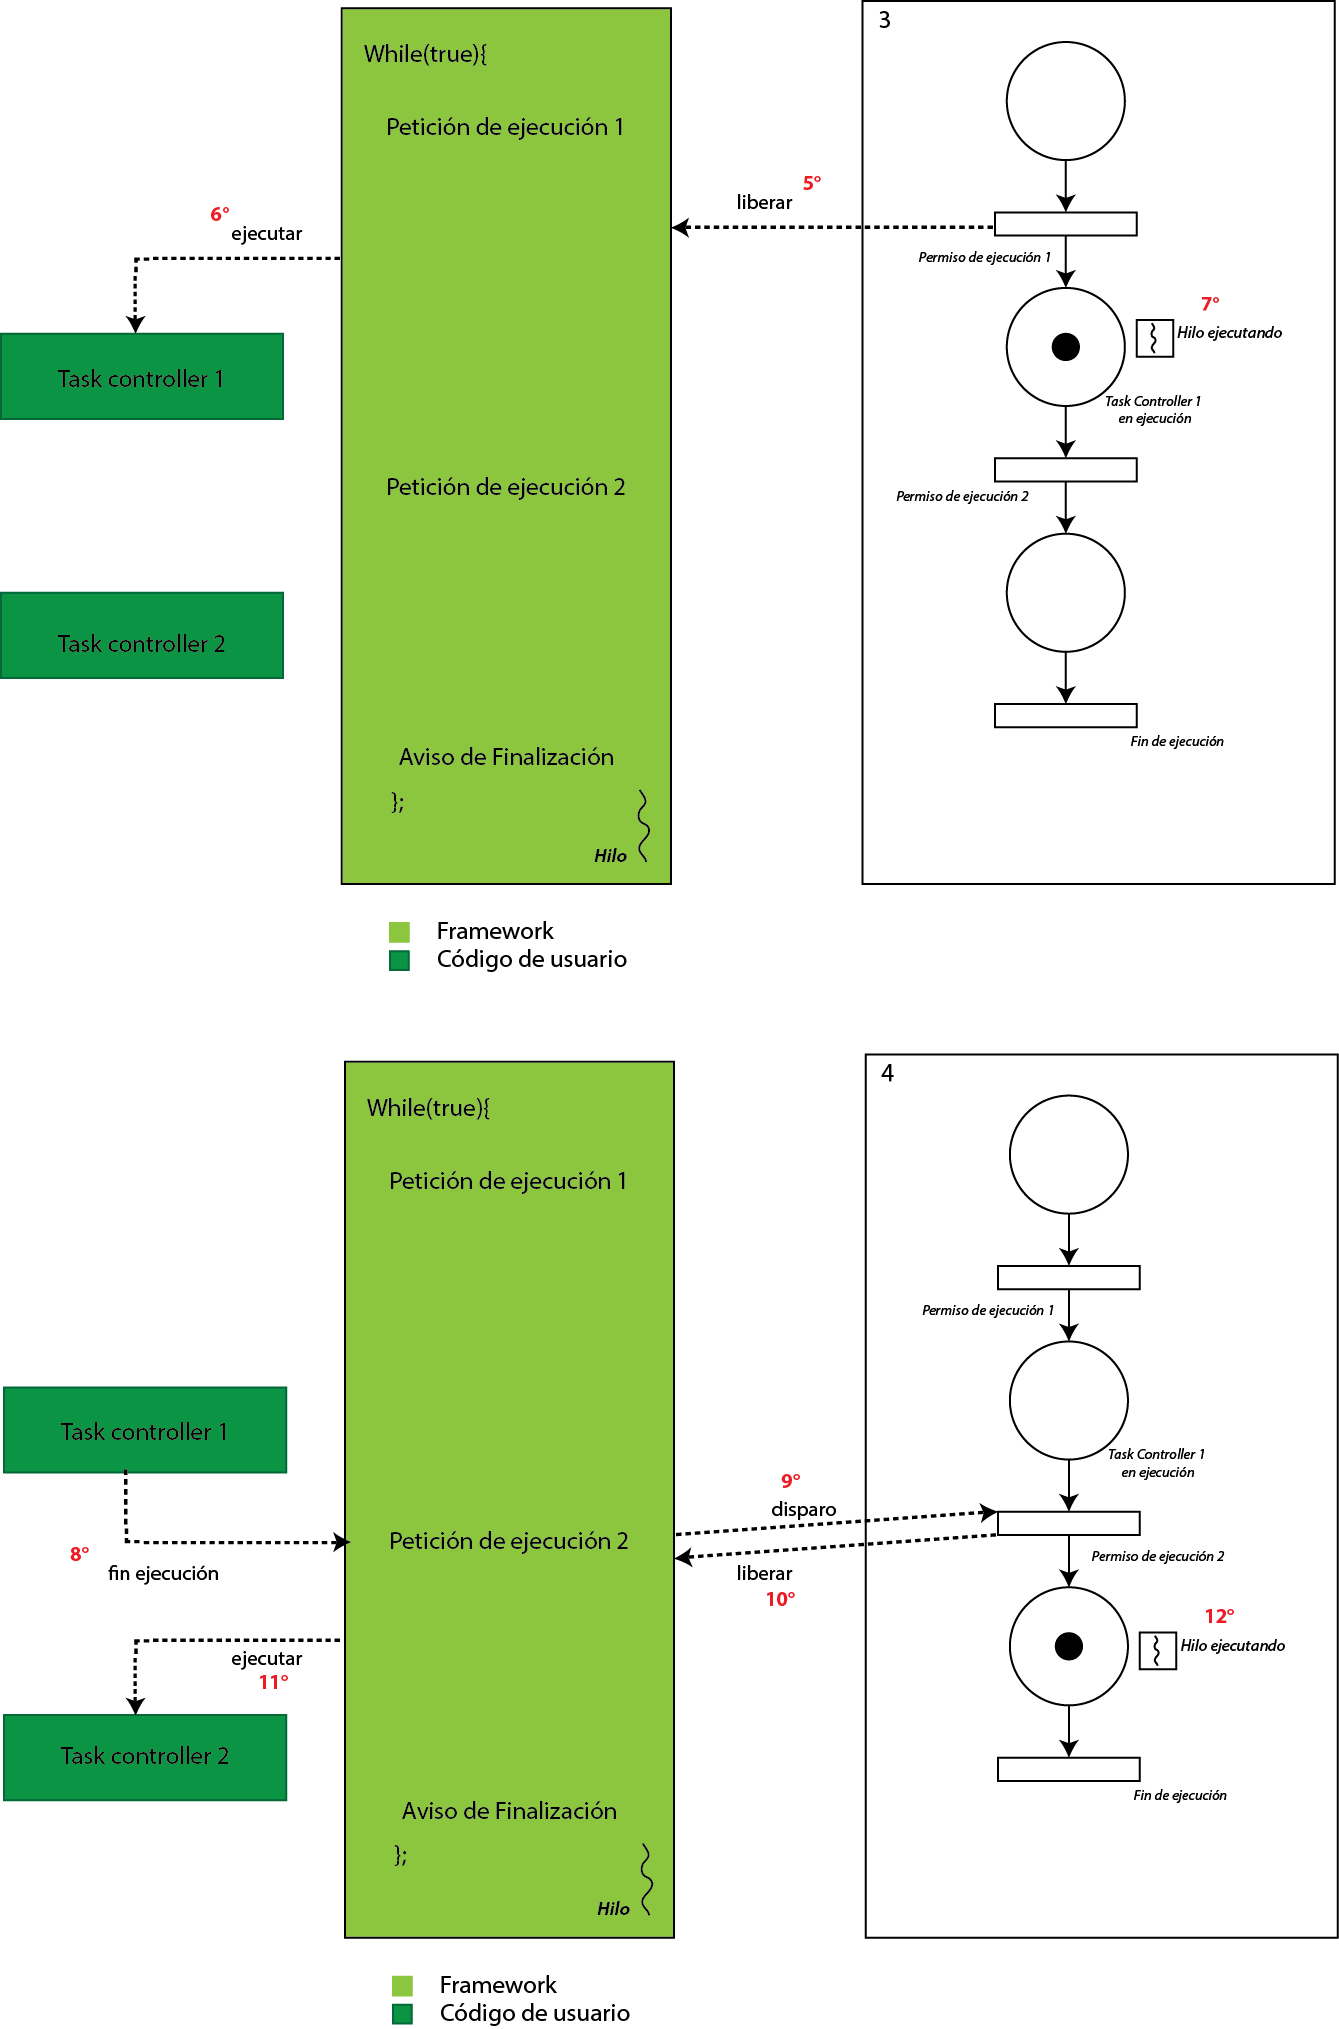 3
While(true){
Petición de ejecución 1
5°
liberar
6°
ejecutar
Permiso de ejecución 1
7°
Hilo ejecutando
Task controller 1
Task Controller 1
en ejecución
Petición de ejecución 2
Permiso de ejecución 2
Task controller 2
Fin de ejecución
Aviso de Finalización
};
Hilo
Framework
Código de usuario
4
While(true){
Petición de ejecución 1
Permiso de ejecución 1
Task controller 1
Task Controller 1
en ejecución
9°
disparo
Petición de ejecución 2
8°
fin ejecución
liberar
10°
Permiso de ejecución 2
12°
Hilo ejecutando
ejecutar
11°
Task controller 2
Fin de ejecución
Aviso de Finalización
};
Hilo
Framework
Código de usuario